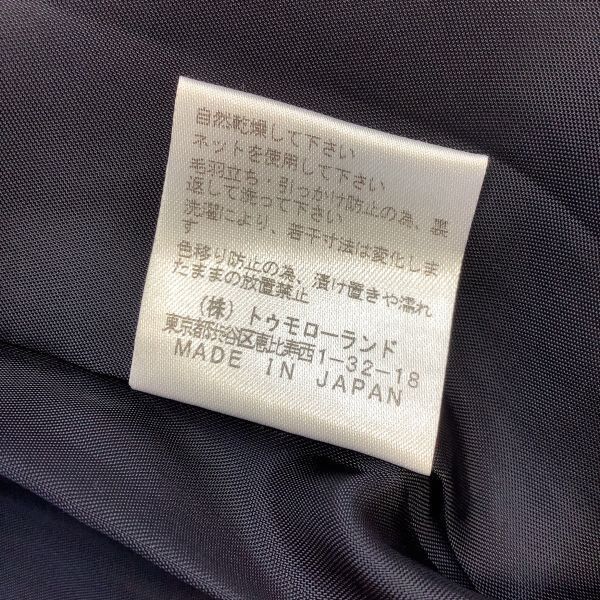 自然乾燥して下さい
ネットを使用して下さい
毛羽立ち・引っかけ防止の為、裏
返して洗って下さい
洗濯により、若干寸法は変化しま
す
色移り防止の為、漬け置きや濡れ
たままの放置禁止
(株)トゥモローランド
東京都渋谷区恵比寿西1-32-18
MADE IN JAPAN